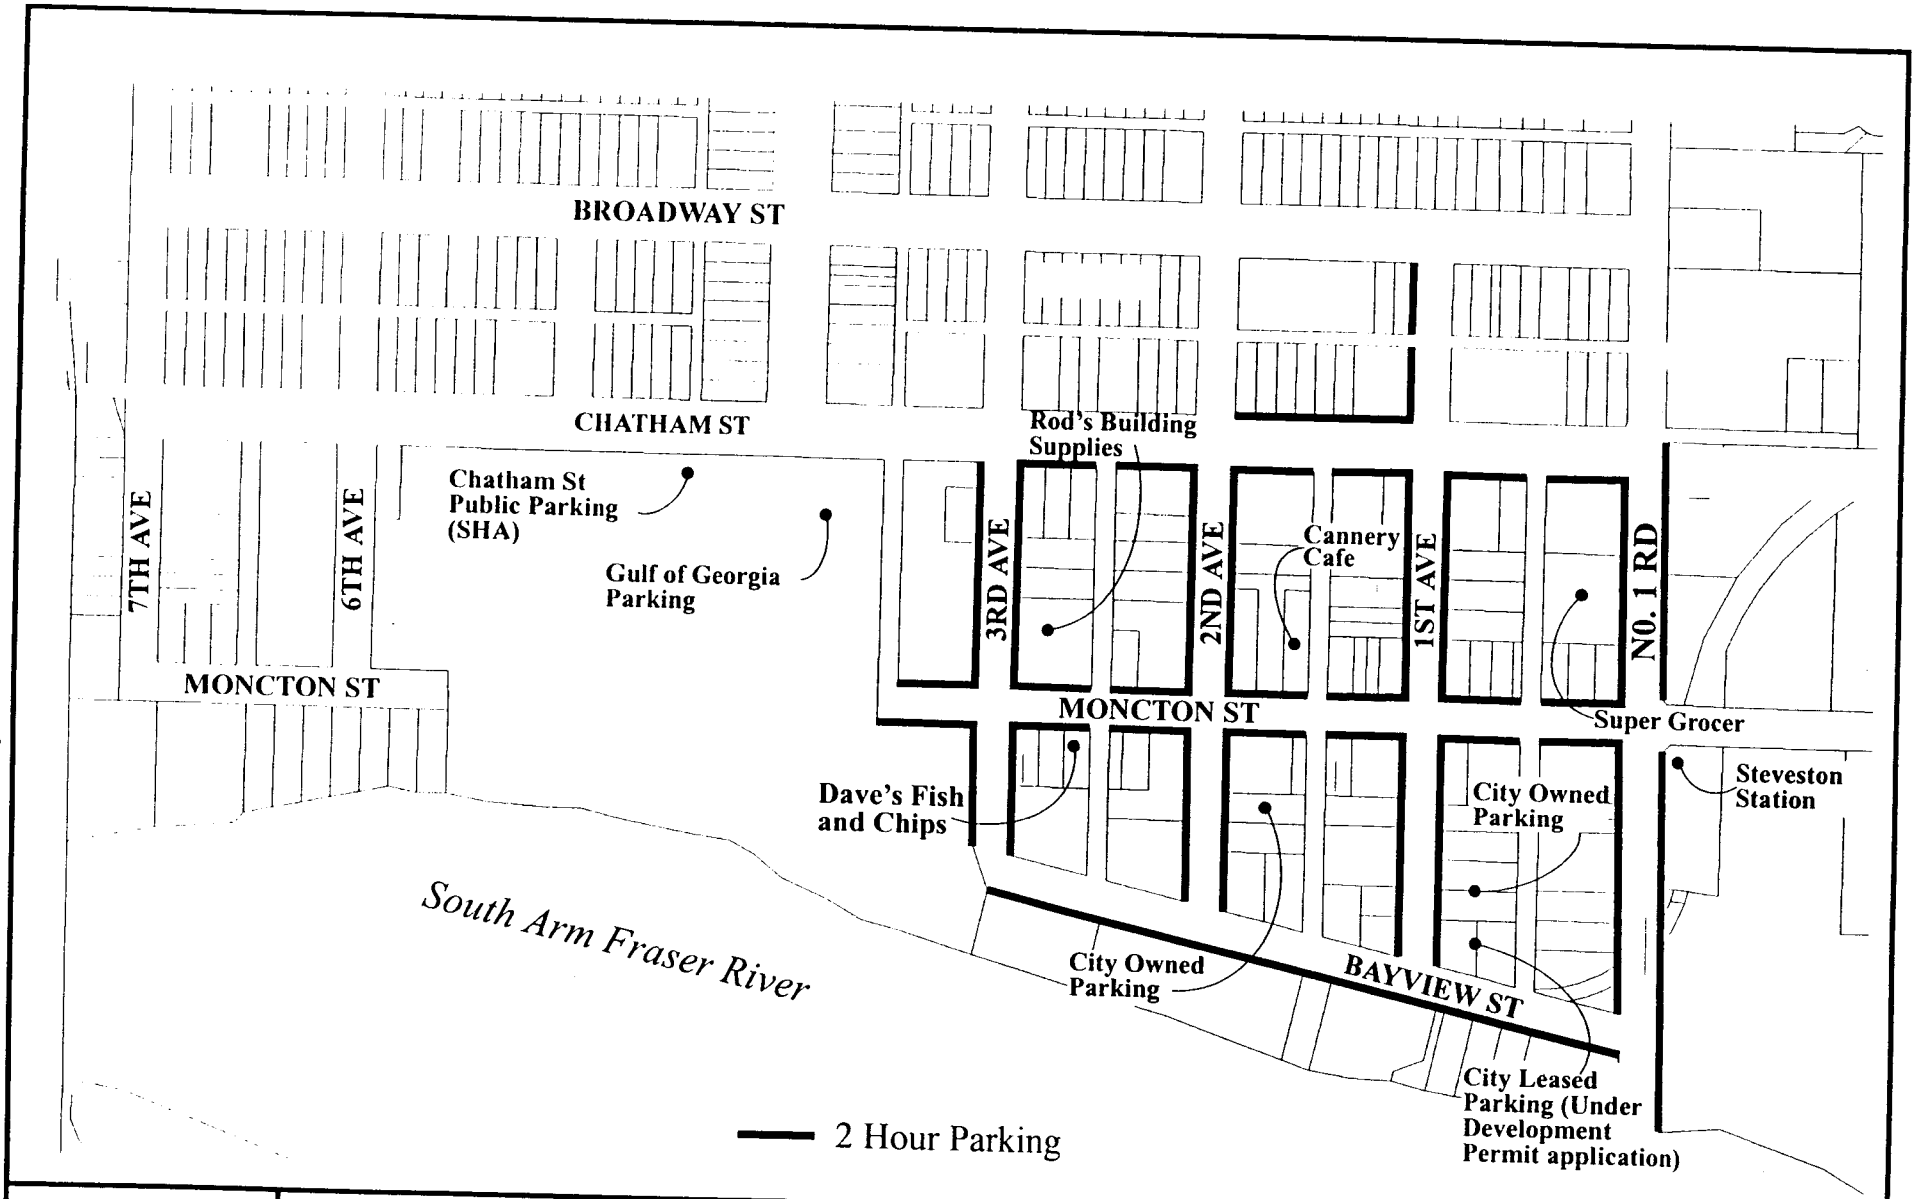 BROADWAY ST
CHATHAM ST
Rod's Building
Supplies
Chatham St
Public Parking
(SHA)
Gulf of Georgia
Parking
7TH AVE
6TH AVE
3RD AVE
2ND AVE
Cannery
Cafe
1ST AVE
N0. 1 RD
MONCTON ST
MONCTON ST
Super Grocer
Dave's Fish
and Chips
City Owned
Parking
Steveston
Station
South Arm Fraser River
City Owned
Parking
BAYVIEW ST
City Leased
Parking (Under
Development
Permit application)
2 Hour Parking